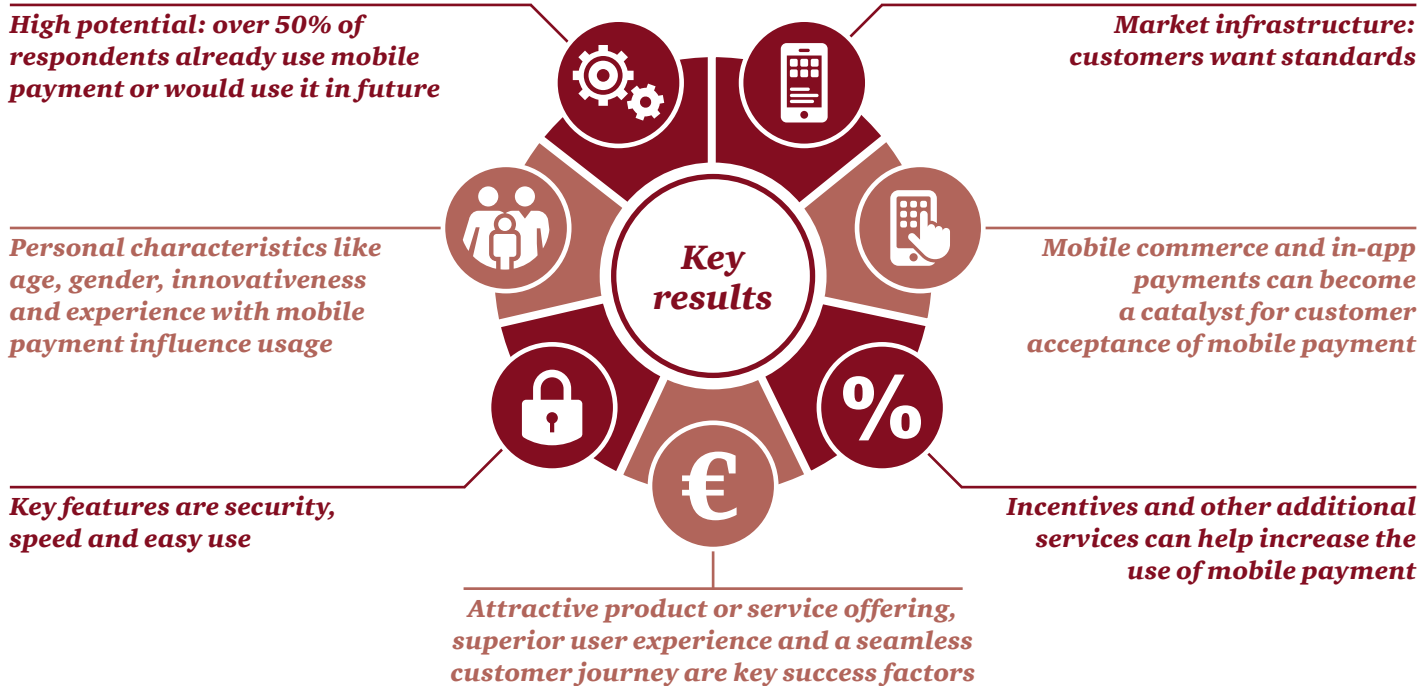 High potential: over 50% of
respondents already use mobile
payment or would use it in future
Market infrastructure:
customers want standards
Personal characteristics like
age, gender, innovativeness
and experience with mobile
payment influence usage
Key
results
Mobile commerce and in-app
payments can become
a catalyst for customer
acceptance of mobile payment
%
€
Key features are security,
speed and easy use
Incentives and other additional
services can help increase the
use of mobile payment
Attractive product or service offering,
superior user experience and a seamless
customer journey are key success factors